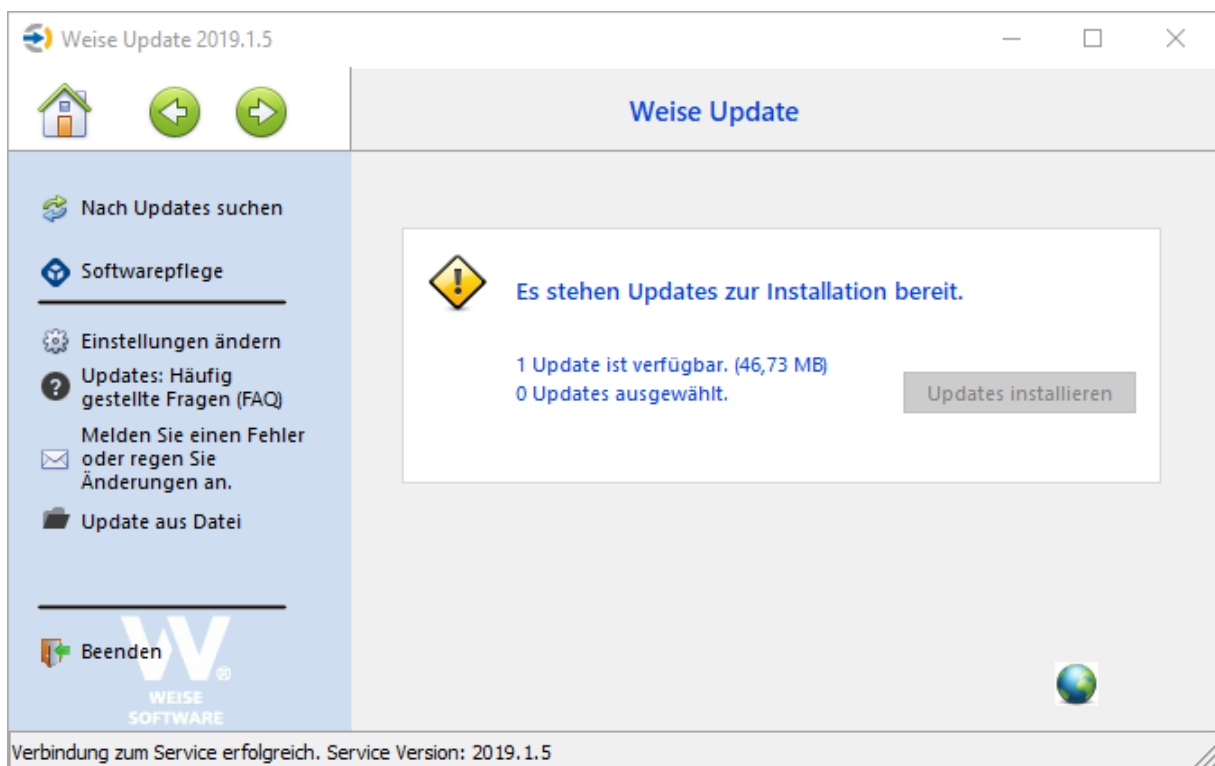 Weise Update 2019.1.5
Weise Update
Nach Updates suchen
Softwarepflege
Einstellungen ändern
Updates: Häufig
gestellte Fragen (FAQ)
Melden Sie einen Fehler
oder regen Sie
Änderungen an.
Update aus Datei
Beenden
W®
WEISE
SOFTWARE
Es stehen Updates zur Installation bereit.
1 Update ist verfügbar. (46,73 MB)
0 Updates ausgewählt.
Updates installieren
Verbindung zum Service erfolgreich. Service Version: 2019.1.5